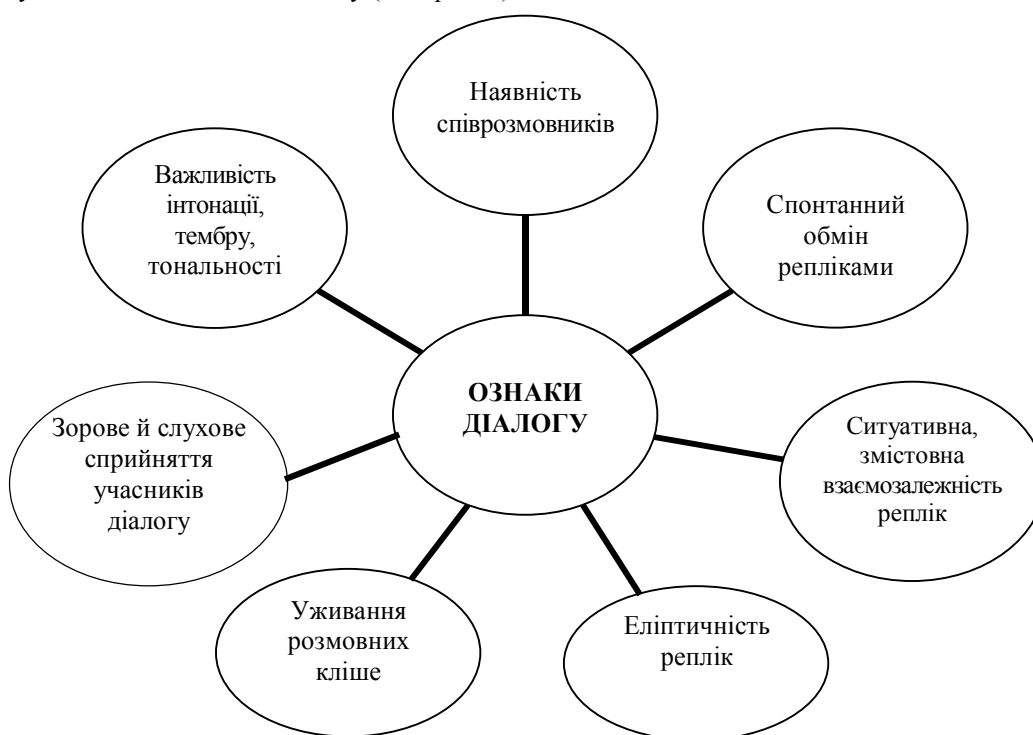 Наявність
співрозмовників
Важливість
інтонації,
тембру,
тональності
Спонтанний
обмін
репліками
ОЗНАКИ
ДІАЛОГУ
Зорове й слухове
сприйняття
учасників
діалогу
Ситуативна,
змістовна
взаємозалежність
реплік
Уживання
розмовних
кліше
Еліптичність
реплік